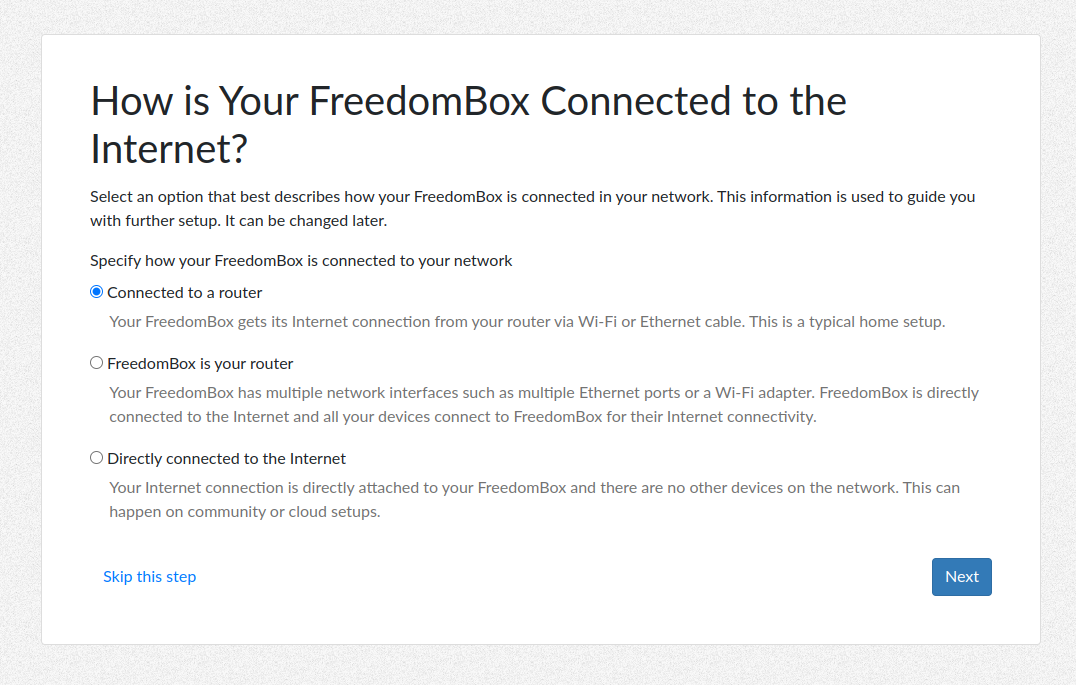 How is Your FreedomBox Connected to the
Internet?
Select an option that best describes how your FreedomBox is connected in your network. This information is used to guide you
with further setup. It can be changed later.
Specify how your FreedomBox is connected to your network
Connected to a router
Your FreedomBox gets its Internet connection from your router via Wi-Fi or Ethernet cable. This is a typical home setup.
FreedomBox is your router
Your FreedomBox has multiple network interfaces such as multiple Ethernet ports or a Wi-Fi adapter. FreedomBox is directly
connected to the Internet and all your devices connect to FreedomBox for their Internet connectivity.
Directly connected to the Internet
Your Internet connection is directly attached to your FreedomBox and there are no other devices on the network. This can
happen on community or cloud setups.
Skip this step
Next